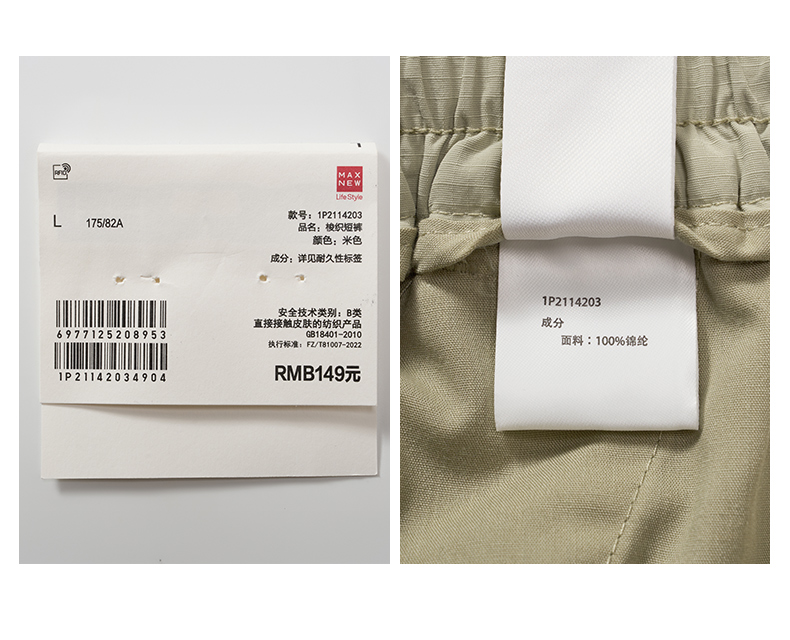 RFID
MAX
NEW
Life Style
L 175/82A
款号：1P2114203
品名：梭织短裤
颜色：米色
成分：详见耐久性标签
6977125208953
1P21142034904
安全技术类别：B类
直接接触皮肤的纺织产品
GB18401-2010
执行标准：FZ/T81007-2022
RMB149元
1P2114203
成分
面料：100%锦纶